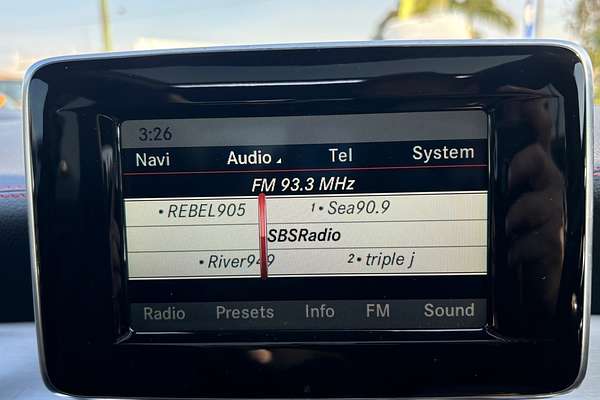 3:26
Navi Audio Tel System
FM 93.3 MHz
• REBEL905 1• Sea90.9
SBSRadio
• River949 2• triple j
Radio Presets Info FM Sound